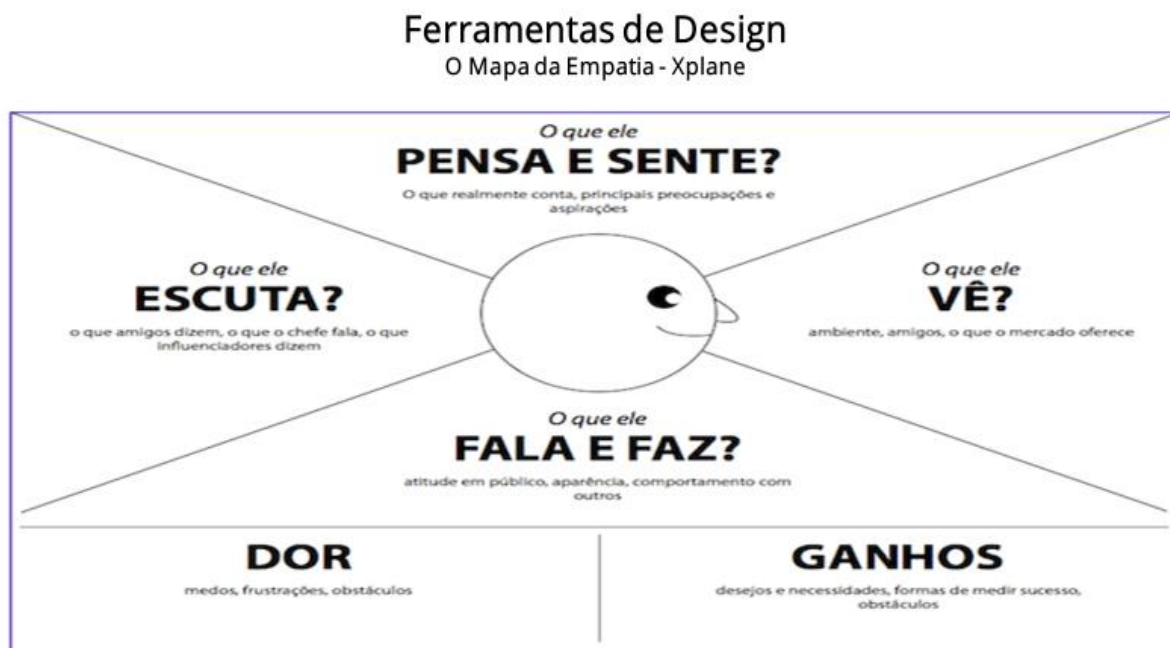 Ferramentas de Design
O Mapa da Empatia - Xplane
O que ele
PENSA E SENTE?
O que realmente conta, principais preocupações e
aspirações
O que ele
ESCUTA?
o que amigos dizem, o que o chefe fala, o que
influenciadores dizem
O que ele
VÊ?
ambiente, amigos, o que o mercado oferece
O que ele
FALA E FAZ?
atitude em público, aparência, comportamento com
outros
DOR
medos, frustrações, obstáculos
GANHOS
desejos e necessidades, formas de medir sucesso,
obstáculos